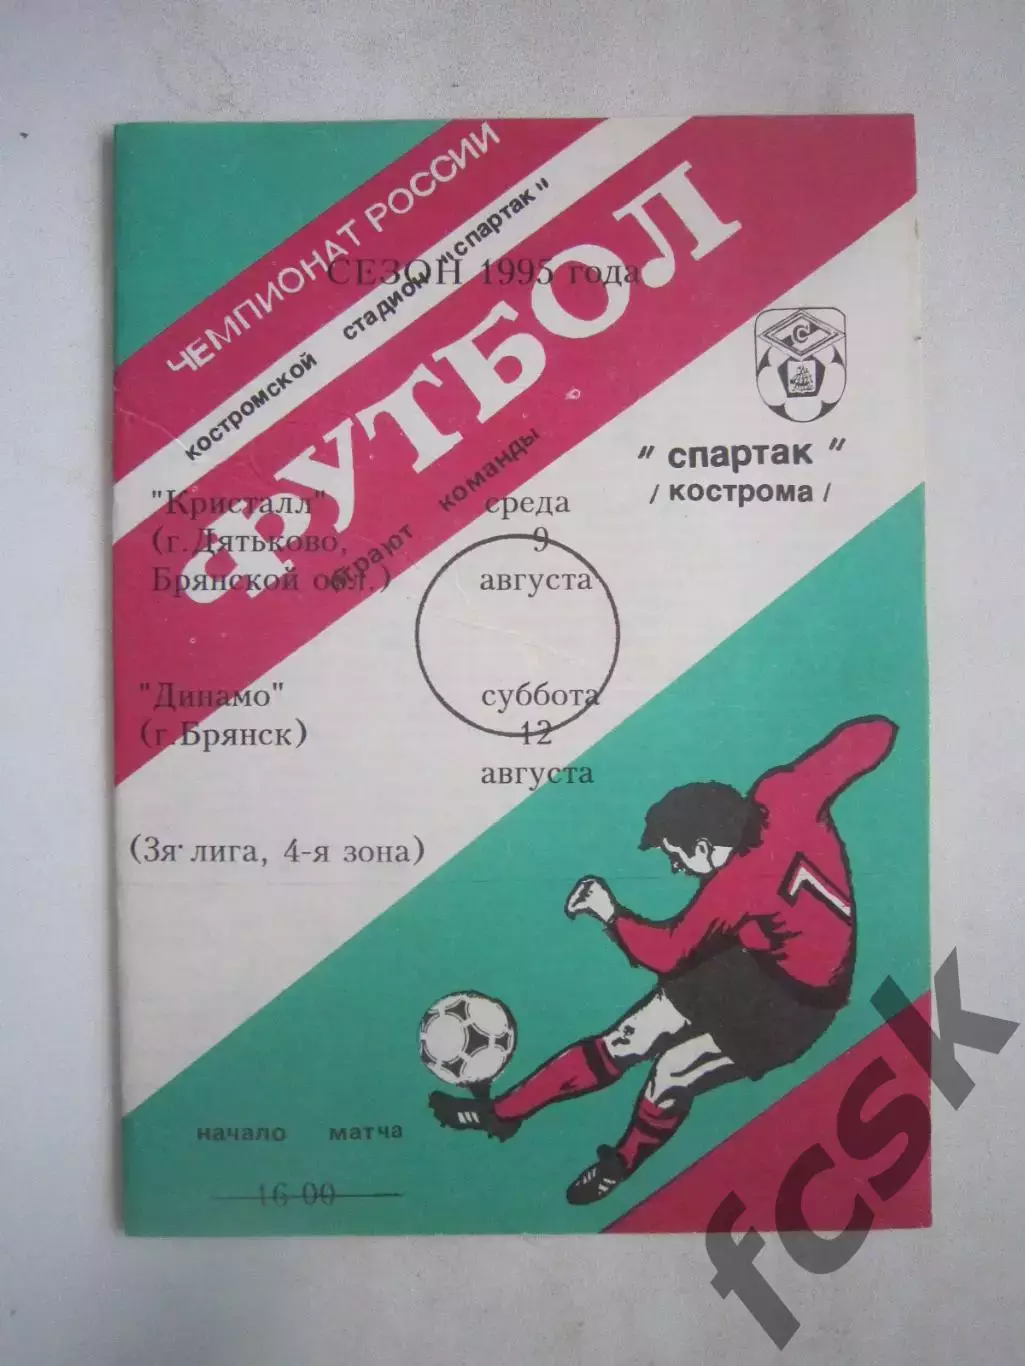 ЧЕМПИОНАТ РОССИИ
костромской стадион "спартак"
СЕЗОН 1995 года
ФУТБОЛ
С
" спартак "
/ кострома /
играют команды
"Кристалл"
(г.Дятьково,
Брянской обл.)
среда
9
августа
"Динамо"
(г.Брянск)
суббота
12
августа
(3я лига, 4-я зона)
7
начало матча
16-00
fcsk